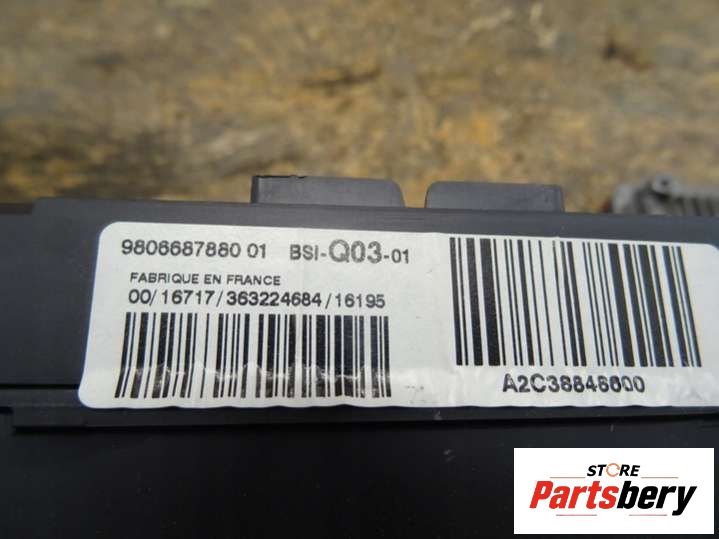 9806687880 01 BSI-Q03-01
FABRIQUE EN FRANCE
00/16717/363224684/16195
A2C38846600
STORE
Partsbery